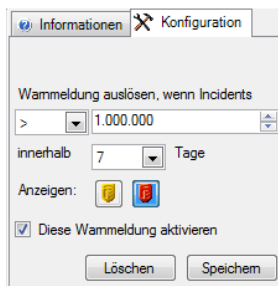 Informationen
Konfiguration
Warnmeldung auslösen, wenn Incidents
> 1.000.000
innerhalb 7 Tage
Anzeigen:
Diese Warnmeldung aktivieren
Löschen Speichern